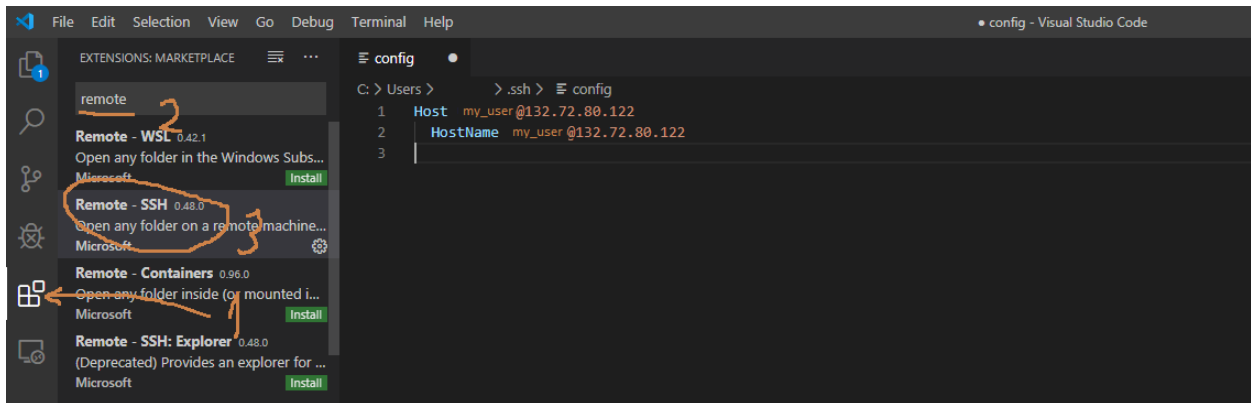 File Edit Selection View Go Debug Terminal Help ● config - Visual Studio Code
EXTENSIONS: MARKETPLACE
remote
2
Remote - WSL 0.42.1
Open any folder in the Windows Subs...
Microsoft Install
Remote - SSH 0.48.0
Open any folder on a remote machine...
Microsoft
3
Remote - Containers 0.96.0
Open any folder inside (or mounted i...
Microsoft Install
1
Remote - SSH: Explorer 0.48.0
(Deprecated) Provides an explorer for ...
Microsoft Install
1
config ●
C: > Users > > .ssh > config
1 Host my_user@132.72.80.122
2 HostName my_user@132.72.80.122
3